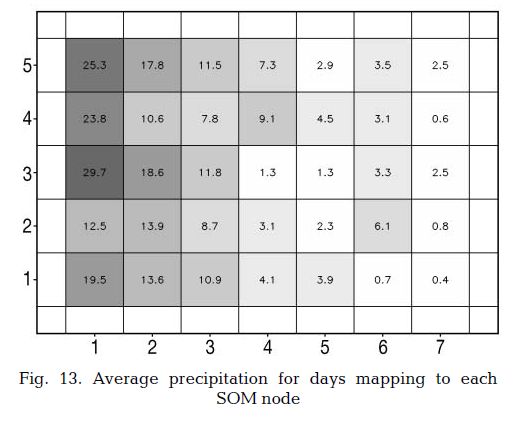 5 25.3 17.8 11.5 7.3 2.9 3.5 2.5
4 23.8 10.6 7.8 9.1 4.5 3.1 0.6
3 29.7 18.6 11.8 1.3 1.3 3.3 2.5
2 12.5 13.9 8.7 3.1 2.3 6.1 0.8
1 19.5 13.6 10.9 4.1 3.9 0.7 0.4
1 2 3 4 5 6 7
Fig. 13. Average precipitation for days mapping to each
SOM node